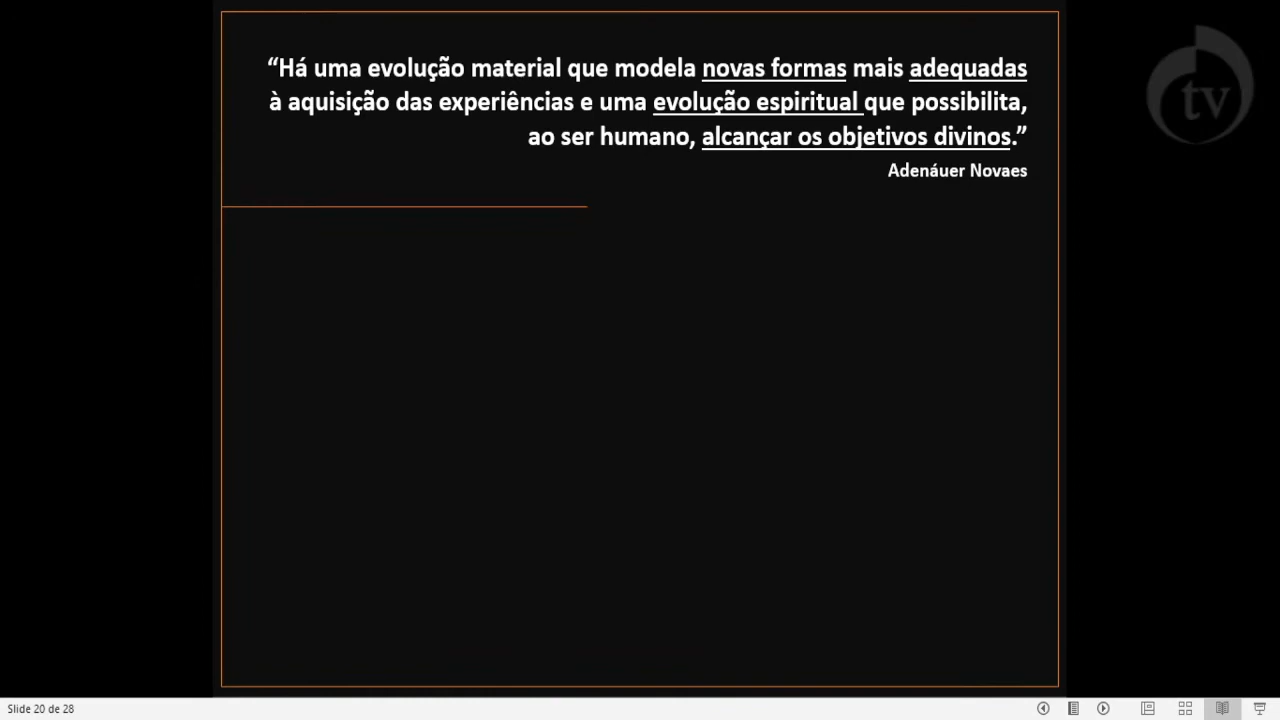 “Há uma evolução material que modela novas formas mais adequadas
à aquisição das experiências e uma evolução espiritual que possibilita,
ao ser humano, alcançar os objetivos divinos.”
Adenáuer Novaes
tv
Slide 20 de 28